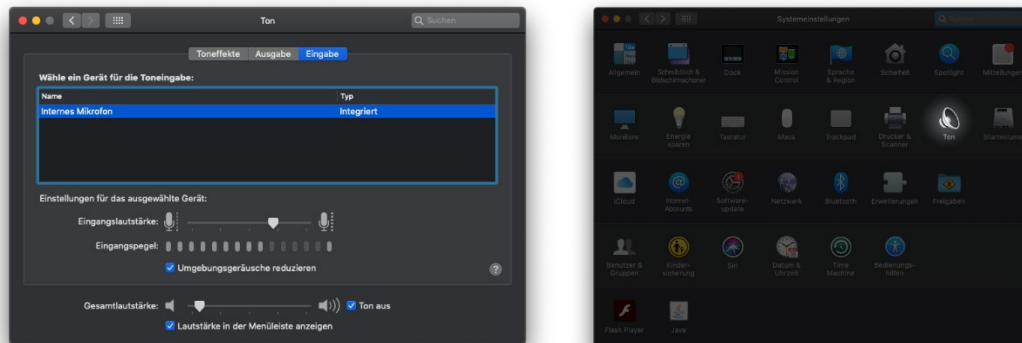 Ton
Suchen
Toneffekte Ausgabe Eingabe
Wähle ein Gerät für die Toneingabe:
Name Typ
Internes Mikrofon Integriert
Einstellungen für das ausgewählte Gerät:
Eingangslautstärke:
Eingangspegel:
Umgebungsgeräusche reduzieren
?
Gesamtlautstärke: Ton aus
Lautstärke in der Menüleiste anzeigen
Systemeinstellungen
Allgemein Schreibtisch & Bildschirmschoner Dock Mission Control Sprache & Region Sicherheit Spotlight Mitteilungen
Monitore Energie sparen Tastatur Maus Trackpad Drucker & Scanner Ton
iCloud Internet-Accounts Software-update Netzwerk Bluetooth Erweiterungen Freigaben
Benutzer & Gruppen Kinder-sicherung Siri Datum & Uhrzeit Time Machine Bedienungs-hilfen
Flash Player Java